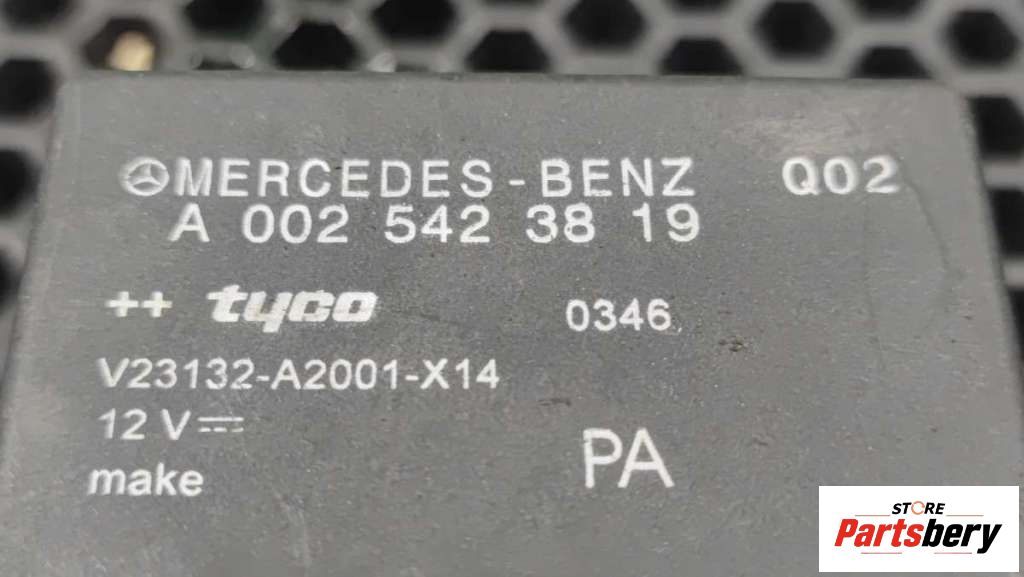 MERCEDES-BENZ Q02
A 002 542 38 19
++ tyco 0346
V23132-A2001-X14
12 V
make PA
STORE
Partsbery